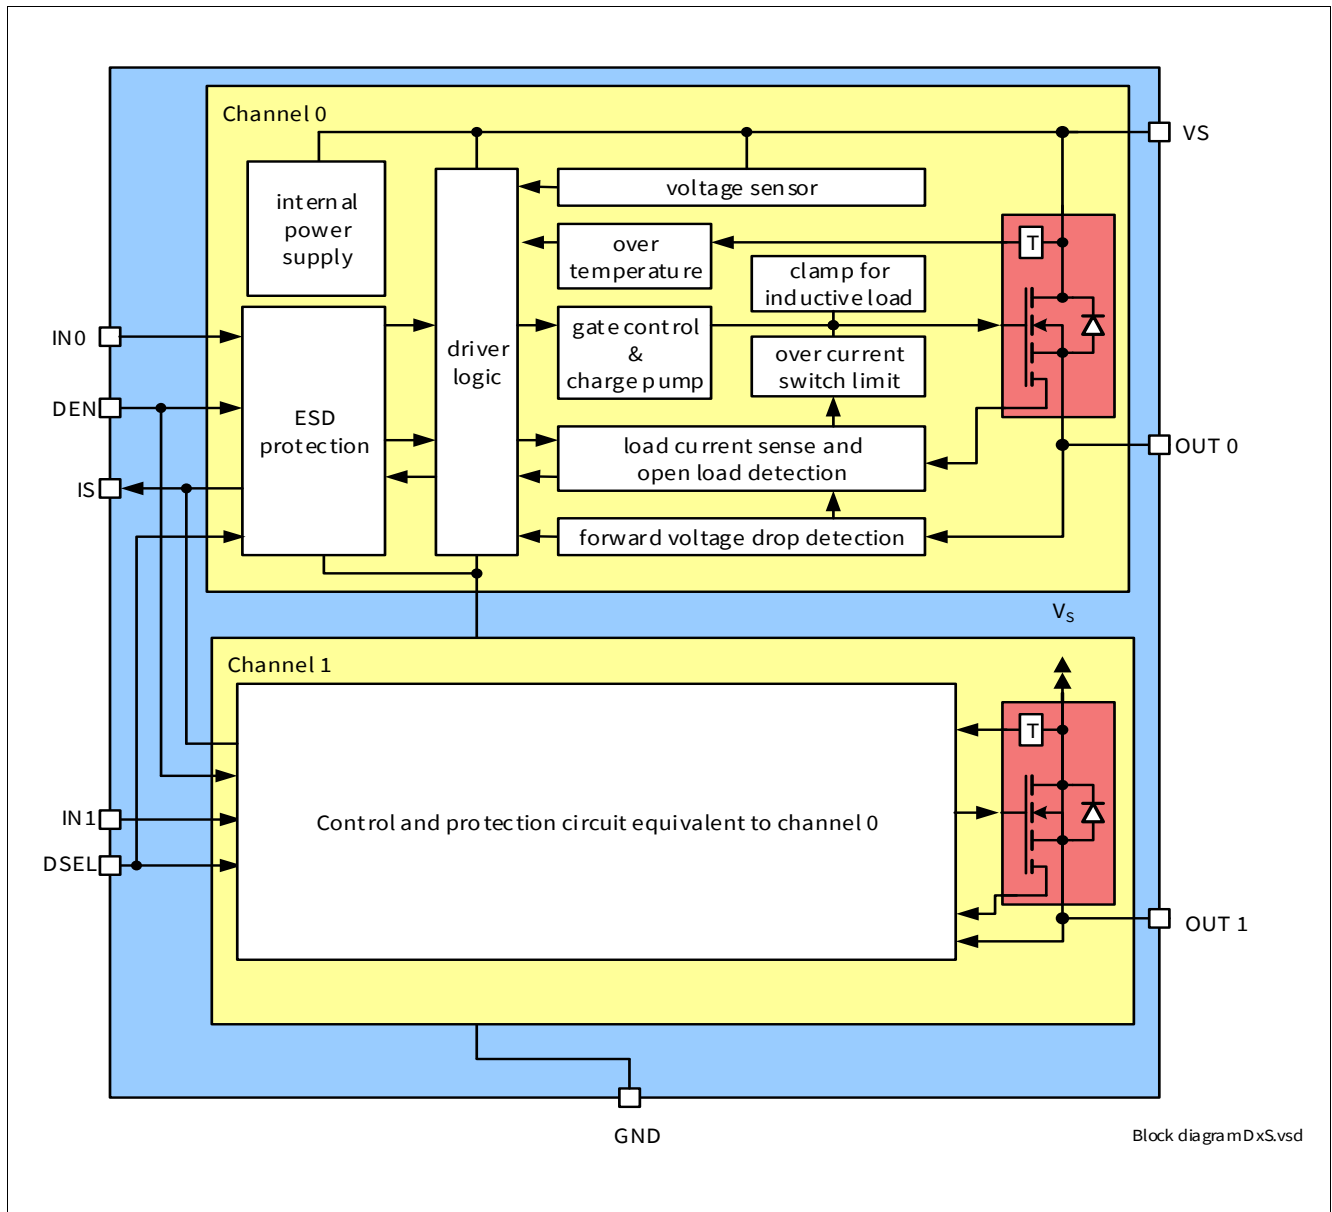 Channel 0
VS
internal
power
supply
voltage sensor
over
temperature
T
clamp for
inductive load
IN0
driver
logic
gate control
&
charge pump
over current
switch limit
DEN
ESD
protection
load current sense and
open load detection
OUT 0
IS
forward voltage drop detection
VS
Channel 1
T
IN1
Control and protection circuit equivalent to channel 0
DSEL
OUT 1
GND
Block diagramDxS.vsd